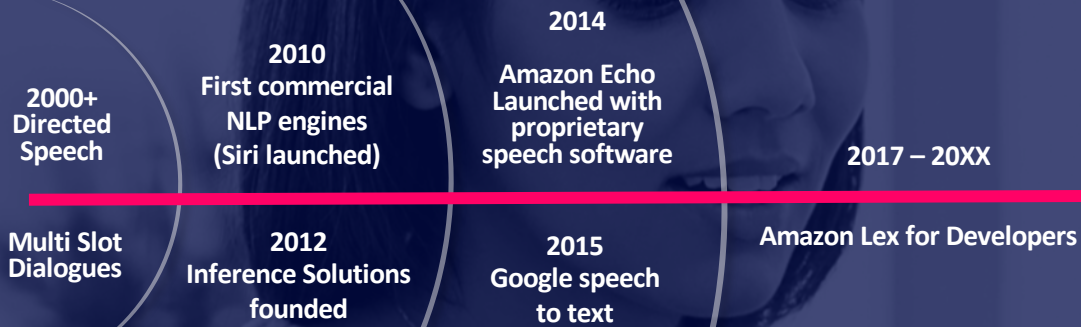 2000+
Directed
Speech
Multi Slot
Dialogues
2010
First commercial
NLP engines
(Siri launched)
2012
Inference Solutions
founded
2014
Amazon Echo
Launched with
proprietary
speech software
2015
Google speech
to text
2017 – 20XX
Amazon Lex for Developers